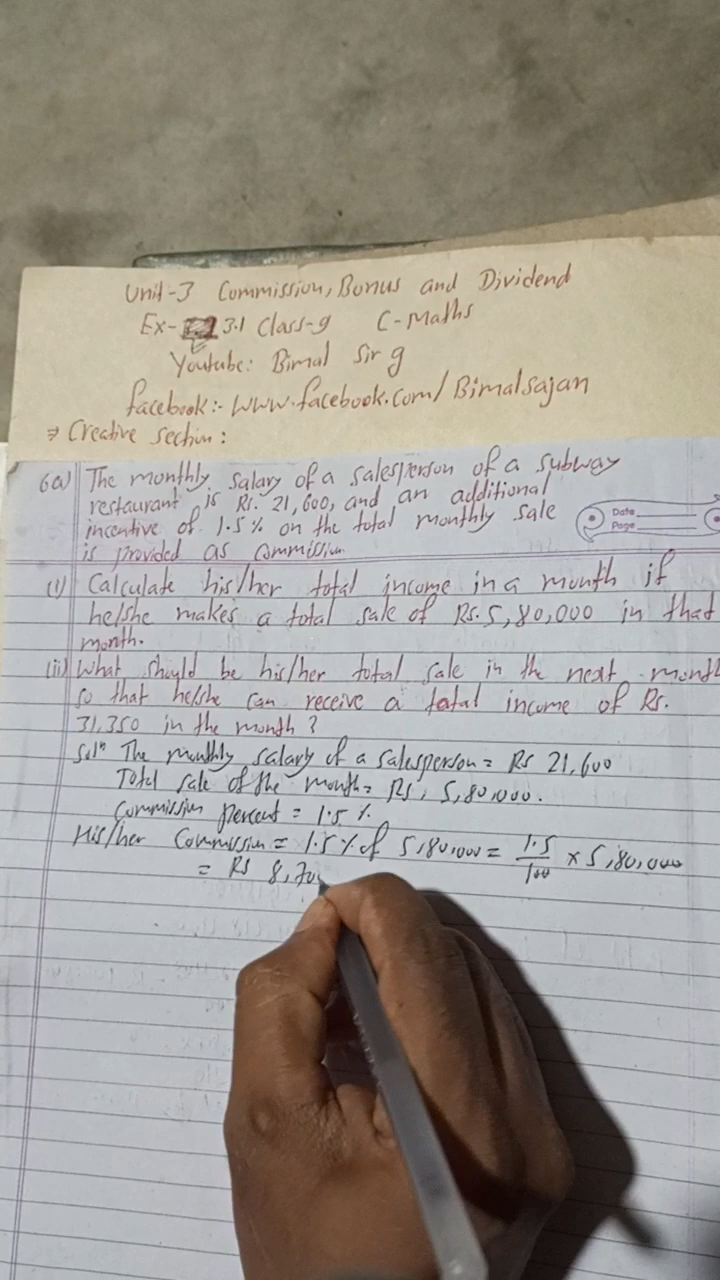 Unit-3 Commission, Bonus and Dividend
Ex- 3.1 Class-9 C-Maths
Youtube: Bimal Sir g
facebook:- www.facebook.com/Bimalsajan
⇒ Creative Section:
6a) The monthly salary of a salesperson of a subway
restaurant is Rs. 21,600, and an additional
incentive of 1.5% on the total monthly sale
is provided as commission
Date
Page
(i) Calculate his/her total income in a month if
he/she makes a total sale of Rs. 5,80,000 in that
month.
(ii) What should be his/her total sale in the next month
so that he/she can receive a total income of Rs.
31,350 in the month?
Solⁿ The monthly salary of a salesperson = Rs 21,600
Total sale of the month = Rs, 5,80,000.
Commission percent = 1.5 %
His/her Commission = 1.5% of 5,80,000 = 1.5/100 × 5,80,000
= Rs 8,70